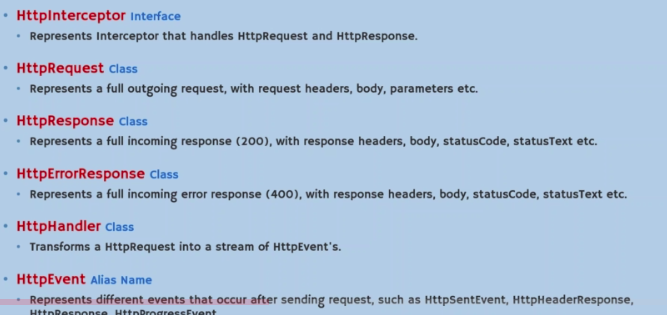 • HttpInterceptor Interface
• Represents Interceptor that handles HttpRequest and HttpResponse.
• HttpRequest Class
• Represents a full outgoing request, with request headers, body, parameters etc.
• HttpResponse Class
• Represents a full incoming response (200), with response headers, body, statusCode, statusText etc.
• HttpErrorResponse Class
• Represents a full incoming error response (400), with response headers, body, statusCode, statusText etc.
• HttpHandler Class
• Transforms a HttpRequest into a stream of HttpEvent's.
• HttpEvent Alias Name
• Represents different events that occur after sending request, such as HttpSentEvent, HttpHeaderResponse,
HttpResponse, HttpProgressEvent